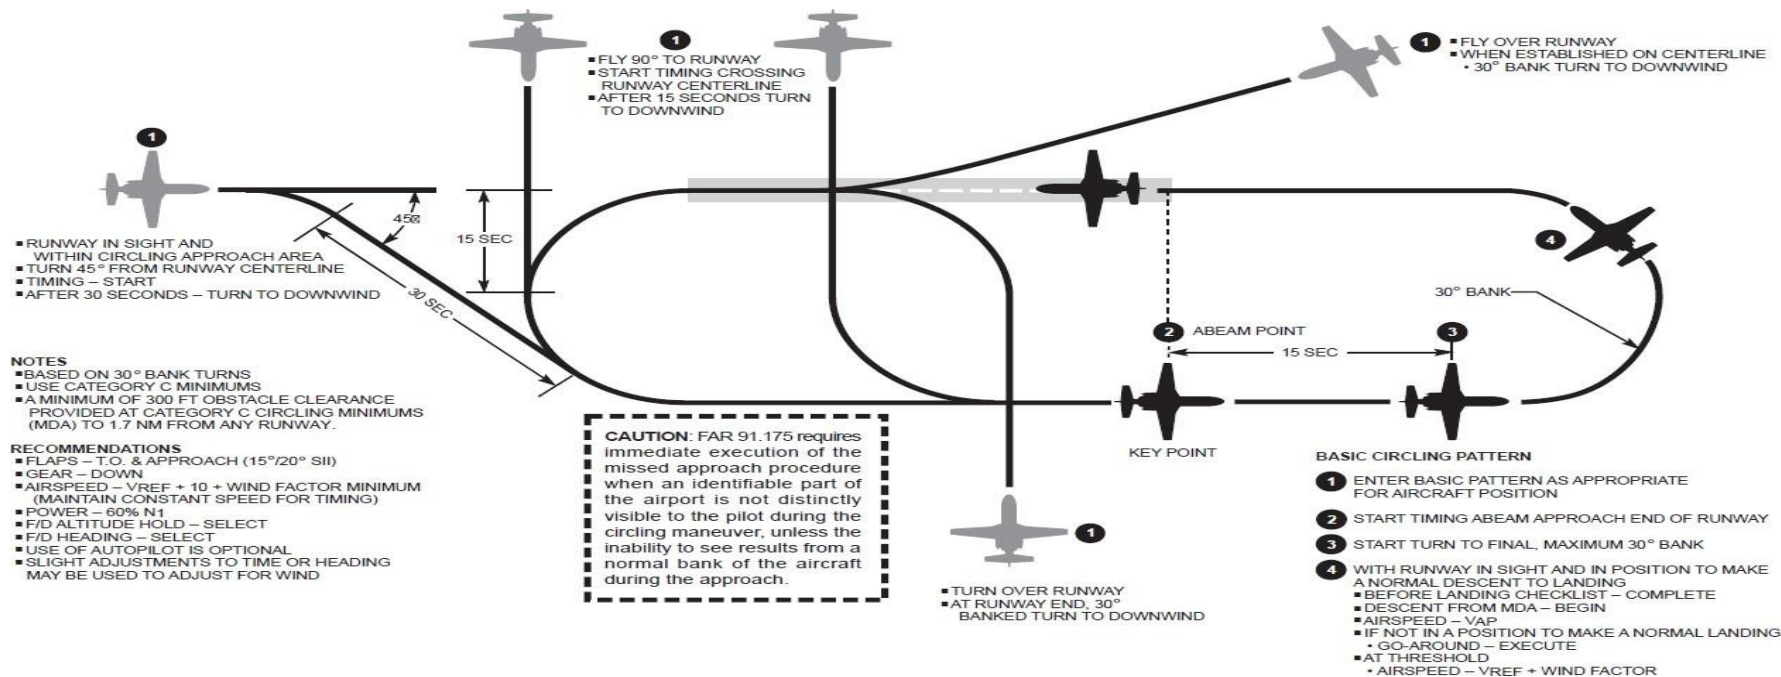 1
■ FLY 90° TO RUNWAY
■ START TIMING CROSSING
RUNWAY CENTERLINE
■ AFTER 15 SECONDS TURN
TO DOWNWIND
1
■ FLY OVER RUNWAY
■ WHEN ESTABLISHED ON CENTERLINE
• 30° BANK TURN TO DOWNWIND
1
■ RUNWAY IN SIGHT AND
WITHIN CIRCLING APPROACH AREA
■ TURN 45° FROM RUNWAY CENTERLINE
■ TIMING – START
■ AFTER 30 SECONDS – TURN TO DOWNWIND
45
15 SEC
30 SEC
4
30° BANK
2 ABEAM POINT
3
15 SEC
KEY POINT
NOTES
■ BASED ON 30° BANK TURNS
■ USE CATEGORY C MINIMUMS
■ A MINIMUM OF 300 FT OBSTACLE CLEARANCE
PROVIDED AT CATEGORY C CIRCLING MINIMUMS
(MDA) TO 1.7 NM FROM ANY RUNWAY.
RECOMMENDATIONS
■ FLAPS – T.O. & APPROACH (15°/20° SII)
■ GEAR – DOWN
■ AIRSPEED – VREF + 10 + WIND FACTOR MINIMUM
(MAINTAIN CONSTANT SPEED FOR TIMING)
■ POWER – 60% N1
■ F/D ALTITUDE HOLD – SELECT
■ F/D HEADING – SELECT
■ USE OF AUTOPILOT IS OPTIONAL
■ SLIGHT ADJUSTMENTS TO TIME OR HEADING
MAY BE USED TO ADJUST FOR WIND
CAUTION: FAR 91.175 requires
immediate execution of the
missed approach procedure
when an identifiable part of
the airport is not distinctly
visible to the pilot during the
circling maneuver, unless the
inability to see results from a
normal bank of the aircraft
during the approach.
1
■ TURN OVER RUNWAY
■ AT RUNWAY END, 30°
BANKED TURN TO DOWNWIND
BASIC CIRCLING PATTERN
1 ENTER BASIC PATTERN AS APPROPRIATE
FOR AIRCRAFT POSITION
2 START TIMING ABEAM APPROACH END OF RUNWAY
3 START TURN TO FINAL, MAXIMUM 30° BANK
4 WITH RUNWAY IN SIGHT AND IN POSITION TO MAKE
A NORMAL DESCENT TO LANDING
■ BEFORE LANDING CHECKLIST – COMPLETE
■ DESCENT FROM MDA – BEGIN
■ AIRSPEED – VAP
■ IF NOT IN A POSITION TO MAKE A NORMAL LANDING
• GO-AROUND – EXECUTE
■ AT THRESHOLD
• AIRSPEED – VREF + WIND FACTOR